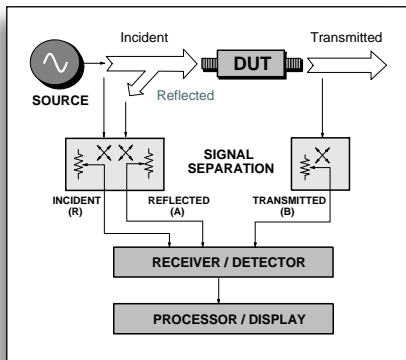 Incident
Transmitted
DUT
SOURCE
Reflected
SIGNAL
SEPARATION
INCIDENT
(R)
REFLECTED
(A)
TRANSMITTED
(B)
RECEIVER / DETECTOR
PROCESSOR / DISPLAY